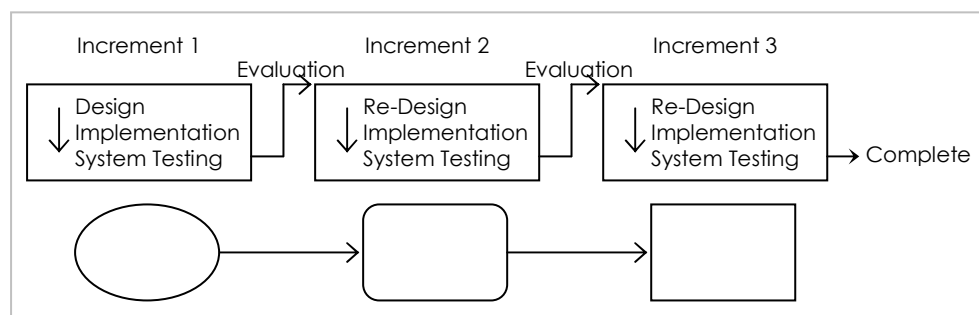 Increment 1
Increment 2
Increment 3
Evaluation
Evaluation
Design
Implementation
System Testing
Re-Design
Implementation
System Testing
Re-Design
Implementation
System Testing
Complete